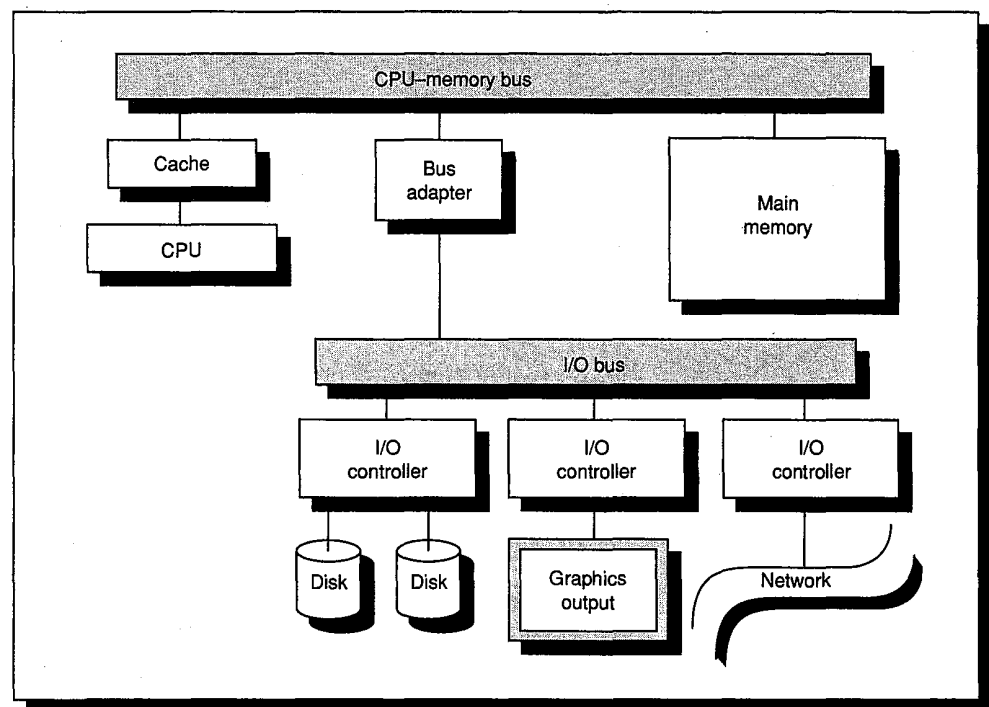 CPU–memory bus
Cache
Bus
adapter
Main
memory
CPU
I/O bus
I/O
controller
I/O
controller
I/O
controller
Disk
Disk
Graphics
output
Network